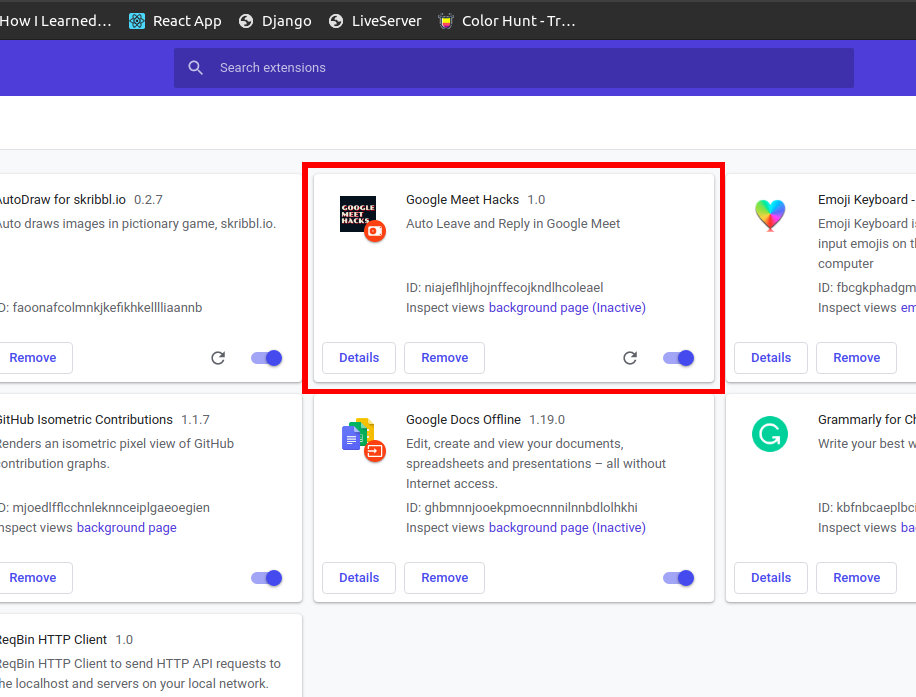 How I Learned... React App Django LiveServer Color Hunt - Tr...
Search extensions
AutoDraw for skribbl.io 0.2.7
Auto draws images in pictionary game, skribbl.io.
ID: faoonafcolmnkjkefikhkelllliaannb
Remove
GOOGLE
MEET
HACKS
Google Meet Hacks 1.0
Auto Leave and Reply in Google Meet
ID: niajeflhljhojnffecojkndlhcoleael
Inspect views background page (Inactive)
Details Remove
Emoji Keyboard -
Emoji Keyboard is
input emojis on th
computer
ID: fbcgkphadgm
Inspect views em
Details Remove
GitHub Isometric Contributions 1.1.7
Renders an isometric pixel view of GitHub
contribution graphs.
ID: mjoedlfflcchnleknnceiplgaeoegien
Inspect views background page
Remove
Google Docs Offline 1.19.0
Edit, create and view your documents,
spreadsheets and presentations – all without
Internet access.
ID: ghbmnnjooekpmoecnnnilnnbdlolhkhi
Inspect views background page (Inactive)
Details Remove
Grammarly for Ch
Write your best w
ID: kbfnbcaeplbci
Inspect views ba
Details Remove
ReqBin HTTP Client 1.0
ReqBin HTTP Client to send HTTP API requests to
the localhost and servers on your local network.